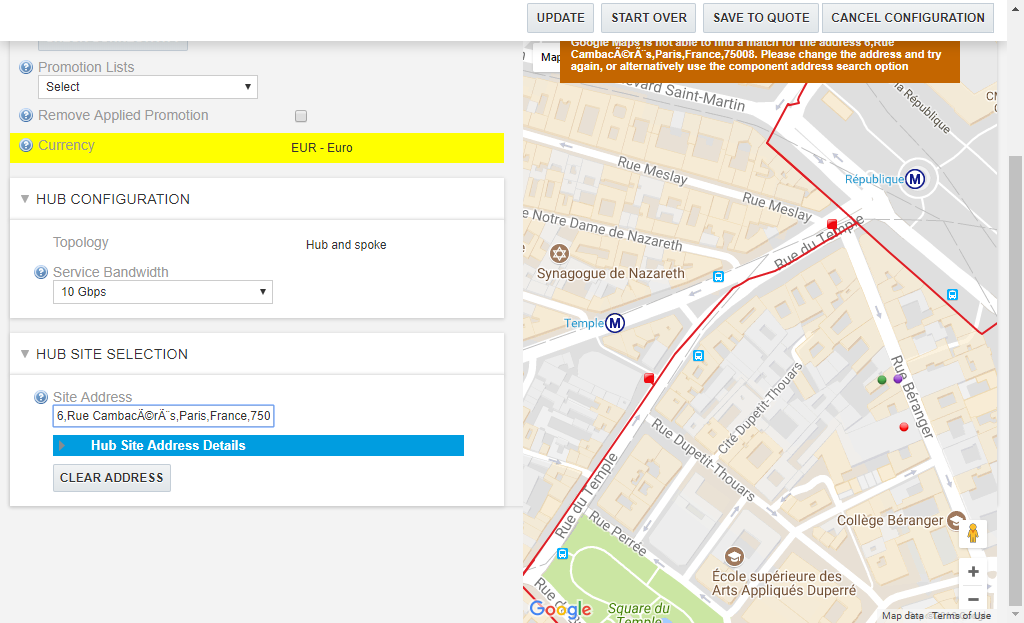 UPDATE
START OVER
SAVE TO QUOTE
CANCEL CONFIGURATION
Promotion Lists
Select
Remove Applied Promotion
Currency
EUR - Euro
HUB CONFIGURATION
Topology
Hub and spoke
Service Bandwidth
10 Gbps
HUB SITE SELECTION
Site Address
6,Rue CambacÃ©rÃ¨s,Paris,France,750
Hub Site Address Details
CLEAR ADDRESS
Map
Google Maps is not able to find a match for the address 6,Rue
CambacÃ©rÃ¨s,Paris,France,75008. Please change the address and try
again, or alternatively use the component address search option
evard Saint-Martin
la République
Rue Meslay
République
M
Rue Meslay
e Notre Dame de Nazareth
Rue du Temple
Synagogue de Nazareth
Temple
M
Rue Béranger
Cité Dupetit-Thouars
Rue Dupetit-Thouars
Rue du Temple
Collège Béranger
Rue Perrée
École supérieure des
Arts Appliqués Duperré
Rue d
Google
Square du
Temple
Map data
Terms of Use